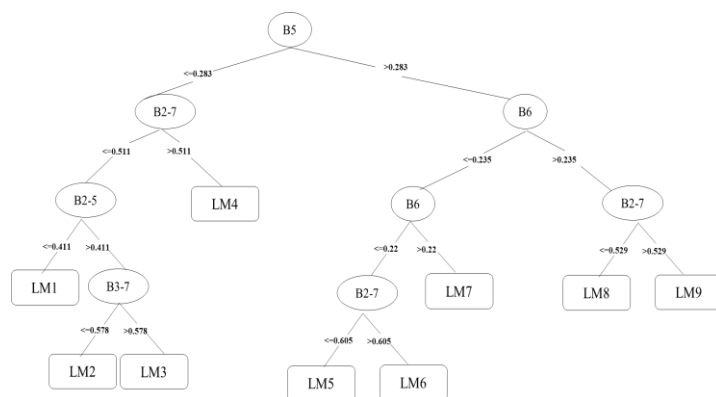 B5
<=0.283 >0.283
B2-7 B6
<=0.511 >0.511 <=0.235 >0.235
B2-5 LM4 B6 B2-7
<=0.411 >0.411 <=0.22 >0.22 <=0.529 >0.529
LM1 B3-7 B2-7 LM7 LM8 LM9
<=0.578 >0.578 <=0.605 >0.605
LM2 LM3 LM5 LM6